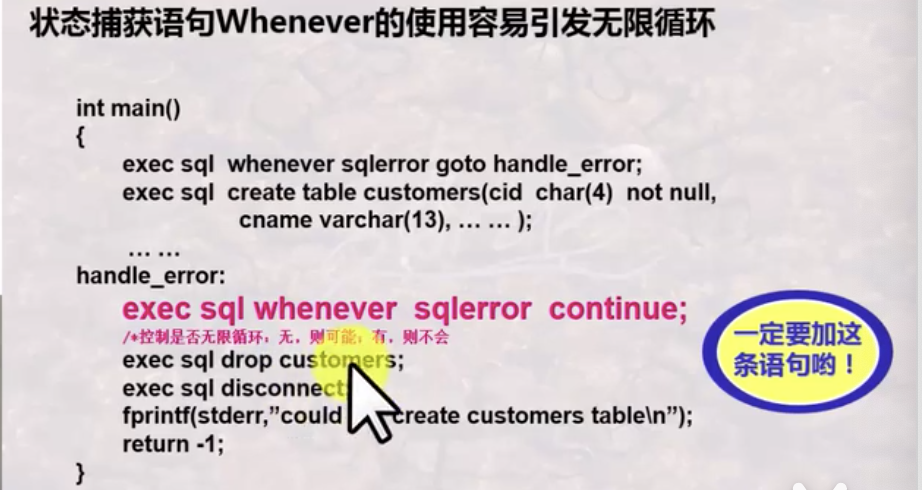 状态捕获语句Whenever的使用容易引发无限循环
int main()
{
exec sql whenever sqlerror goto handle_error;
exec sql create table customers(cid char(4) not null,
cname varchar(13), … … );
… …
handle_error:
exec sql whenever sqlerror continue;
/*控制是否无限循环：无，则可能；有，则不会
exec sql drop customers;
exec sql disconnect;
fprintf(stderr,”could create customers table\n”);
return -1;
}
一定要加这
条语句哟！